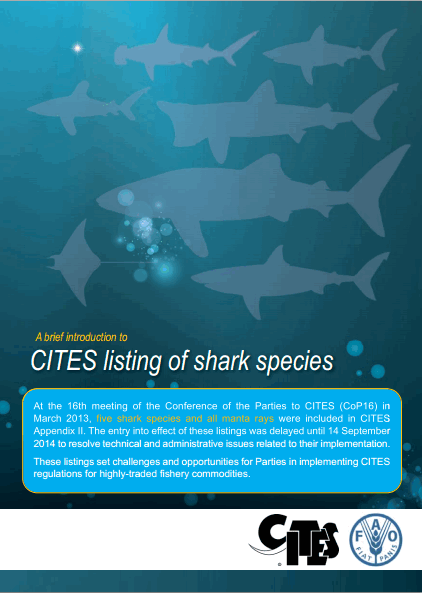 A brief introduction to
CITES listing of shark species
At the 16th meeting of the Conference of the Parties to CITES (CoP16) in
March 2013, five shark species and all manta rays were included in CITES
Appendix II. The entry into effect of these listings was delayed until 14 September
2014 to resolve technical and administrative issues related to their implementation.
These listings set challenges and opportunities for Parties in implementing CITES
regulations for highly-traded fishery commodities.
CITES
FAO
FIAT PANIS